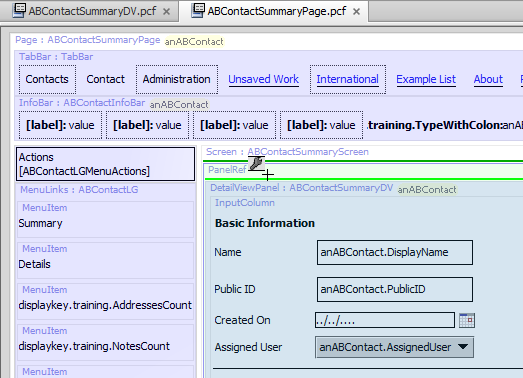 ABContactSummaryDV.pcf
ABContactSummaryPage.pcf
Page : ABContactSummaryPage anABContact
TabBar : TabBar
Contacts Contact Administration Unsaved Work International Example List About
InfoBar : ABContactInfoBar anABContact
[label]: value [label]: value [label]: value [label]: value .training.TypeWithColon:anA
Actions
[ABContactLGMenuActions]
MenuLinks : ABContactLG
MenuItem
Summary
MenuItem
Details
MenuItem
displaykey.training.AddressesCount
MenuItem
displaykey.training.NotesCount
MenuItem
Screen : ABContactSummaryScreen
PanelRef
DetailViewPanel : ABContactSummaryDV anABContact
InputColumn
Basic Information
Name anABContact.DisplayName
Public ID anABContact.PublicID
Created On ../../....
Assigned User anABContact.AssignedUser